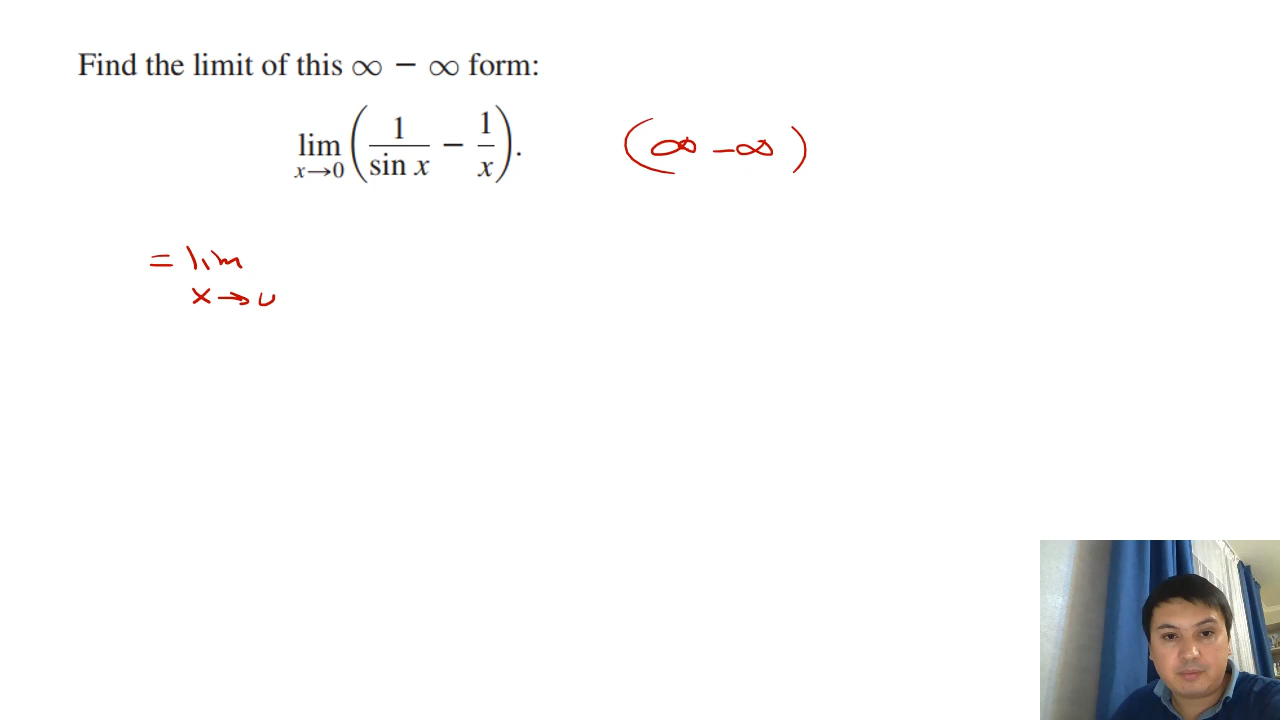 Find the limit of this ∞ − ∞ form:
lim x→0 (1/sin x − 1/x). (∞ − ∞)
= lim
x → 0